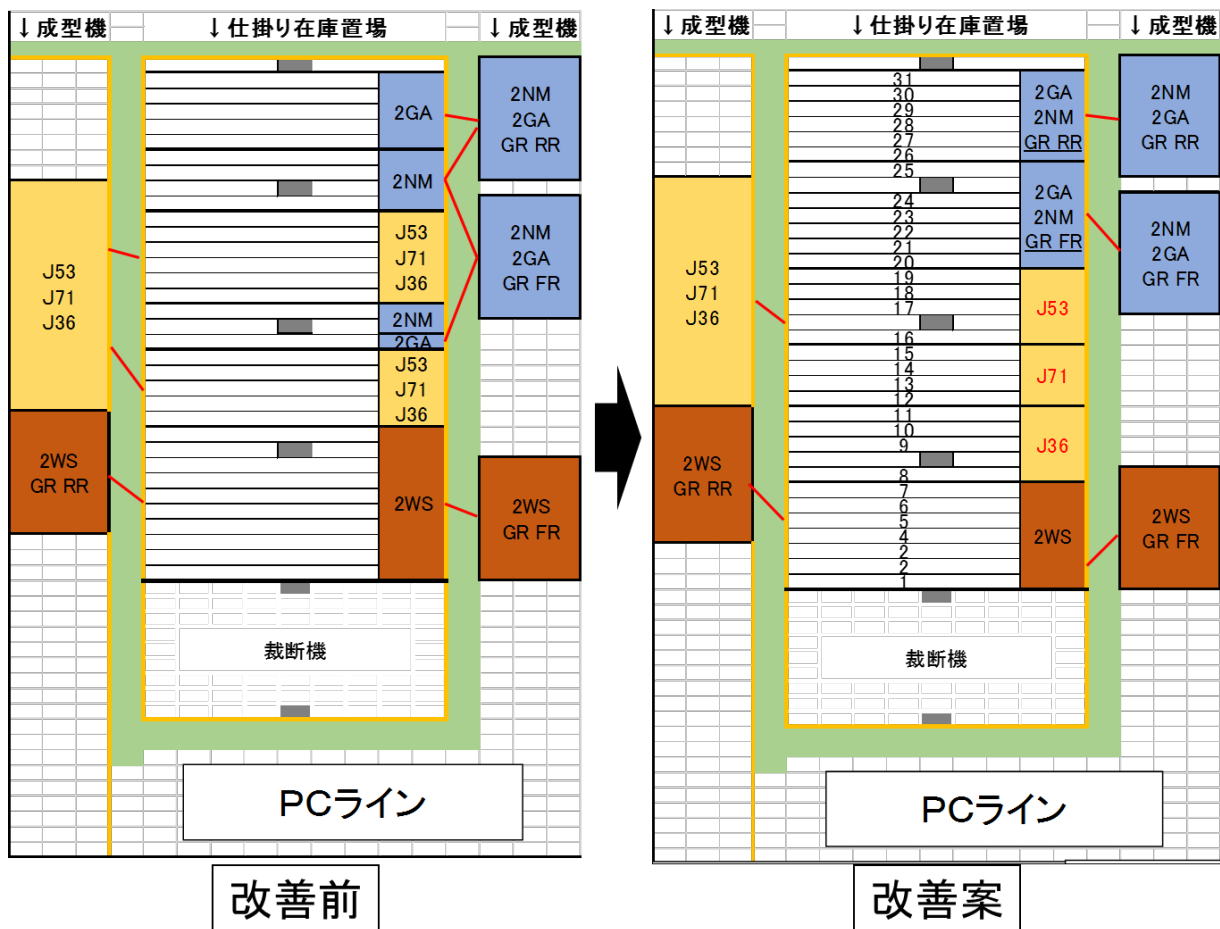 ↓成型機
↓仕掛り在庫置場
↓成型機
2GA
2NM
J53
J71
J36
2NM
2GA
J53
J71
J36
2WS
J53
J71
J36
2WS
GR RR
2NM
2GA
GR RR
2NM
2GA
GR FR
2WS
GR FR
裁断機
PCライン
改善前
↓成型機
↓仕掛り在庫置場
↓成型機
31
30
29
28
27
26
25
24
23
22
21
20
19
18
17
16
15
14
13
12
11
10
9
8
7
6
5
4
2
2
1
2GA
2NM
GR RR
2GA
2NM
GR FR
J53
J71
J36
2WS
J53
J71
J36
2WS
GR RR
2NM
2GA
GR RR
2NM
2GA
GR FR
2WS
GR FR
裁断機
PCライン
改善案